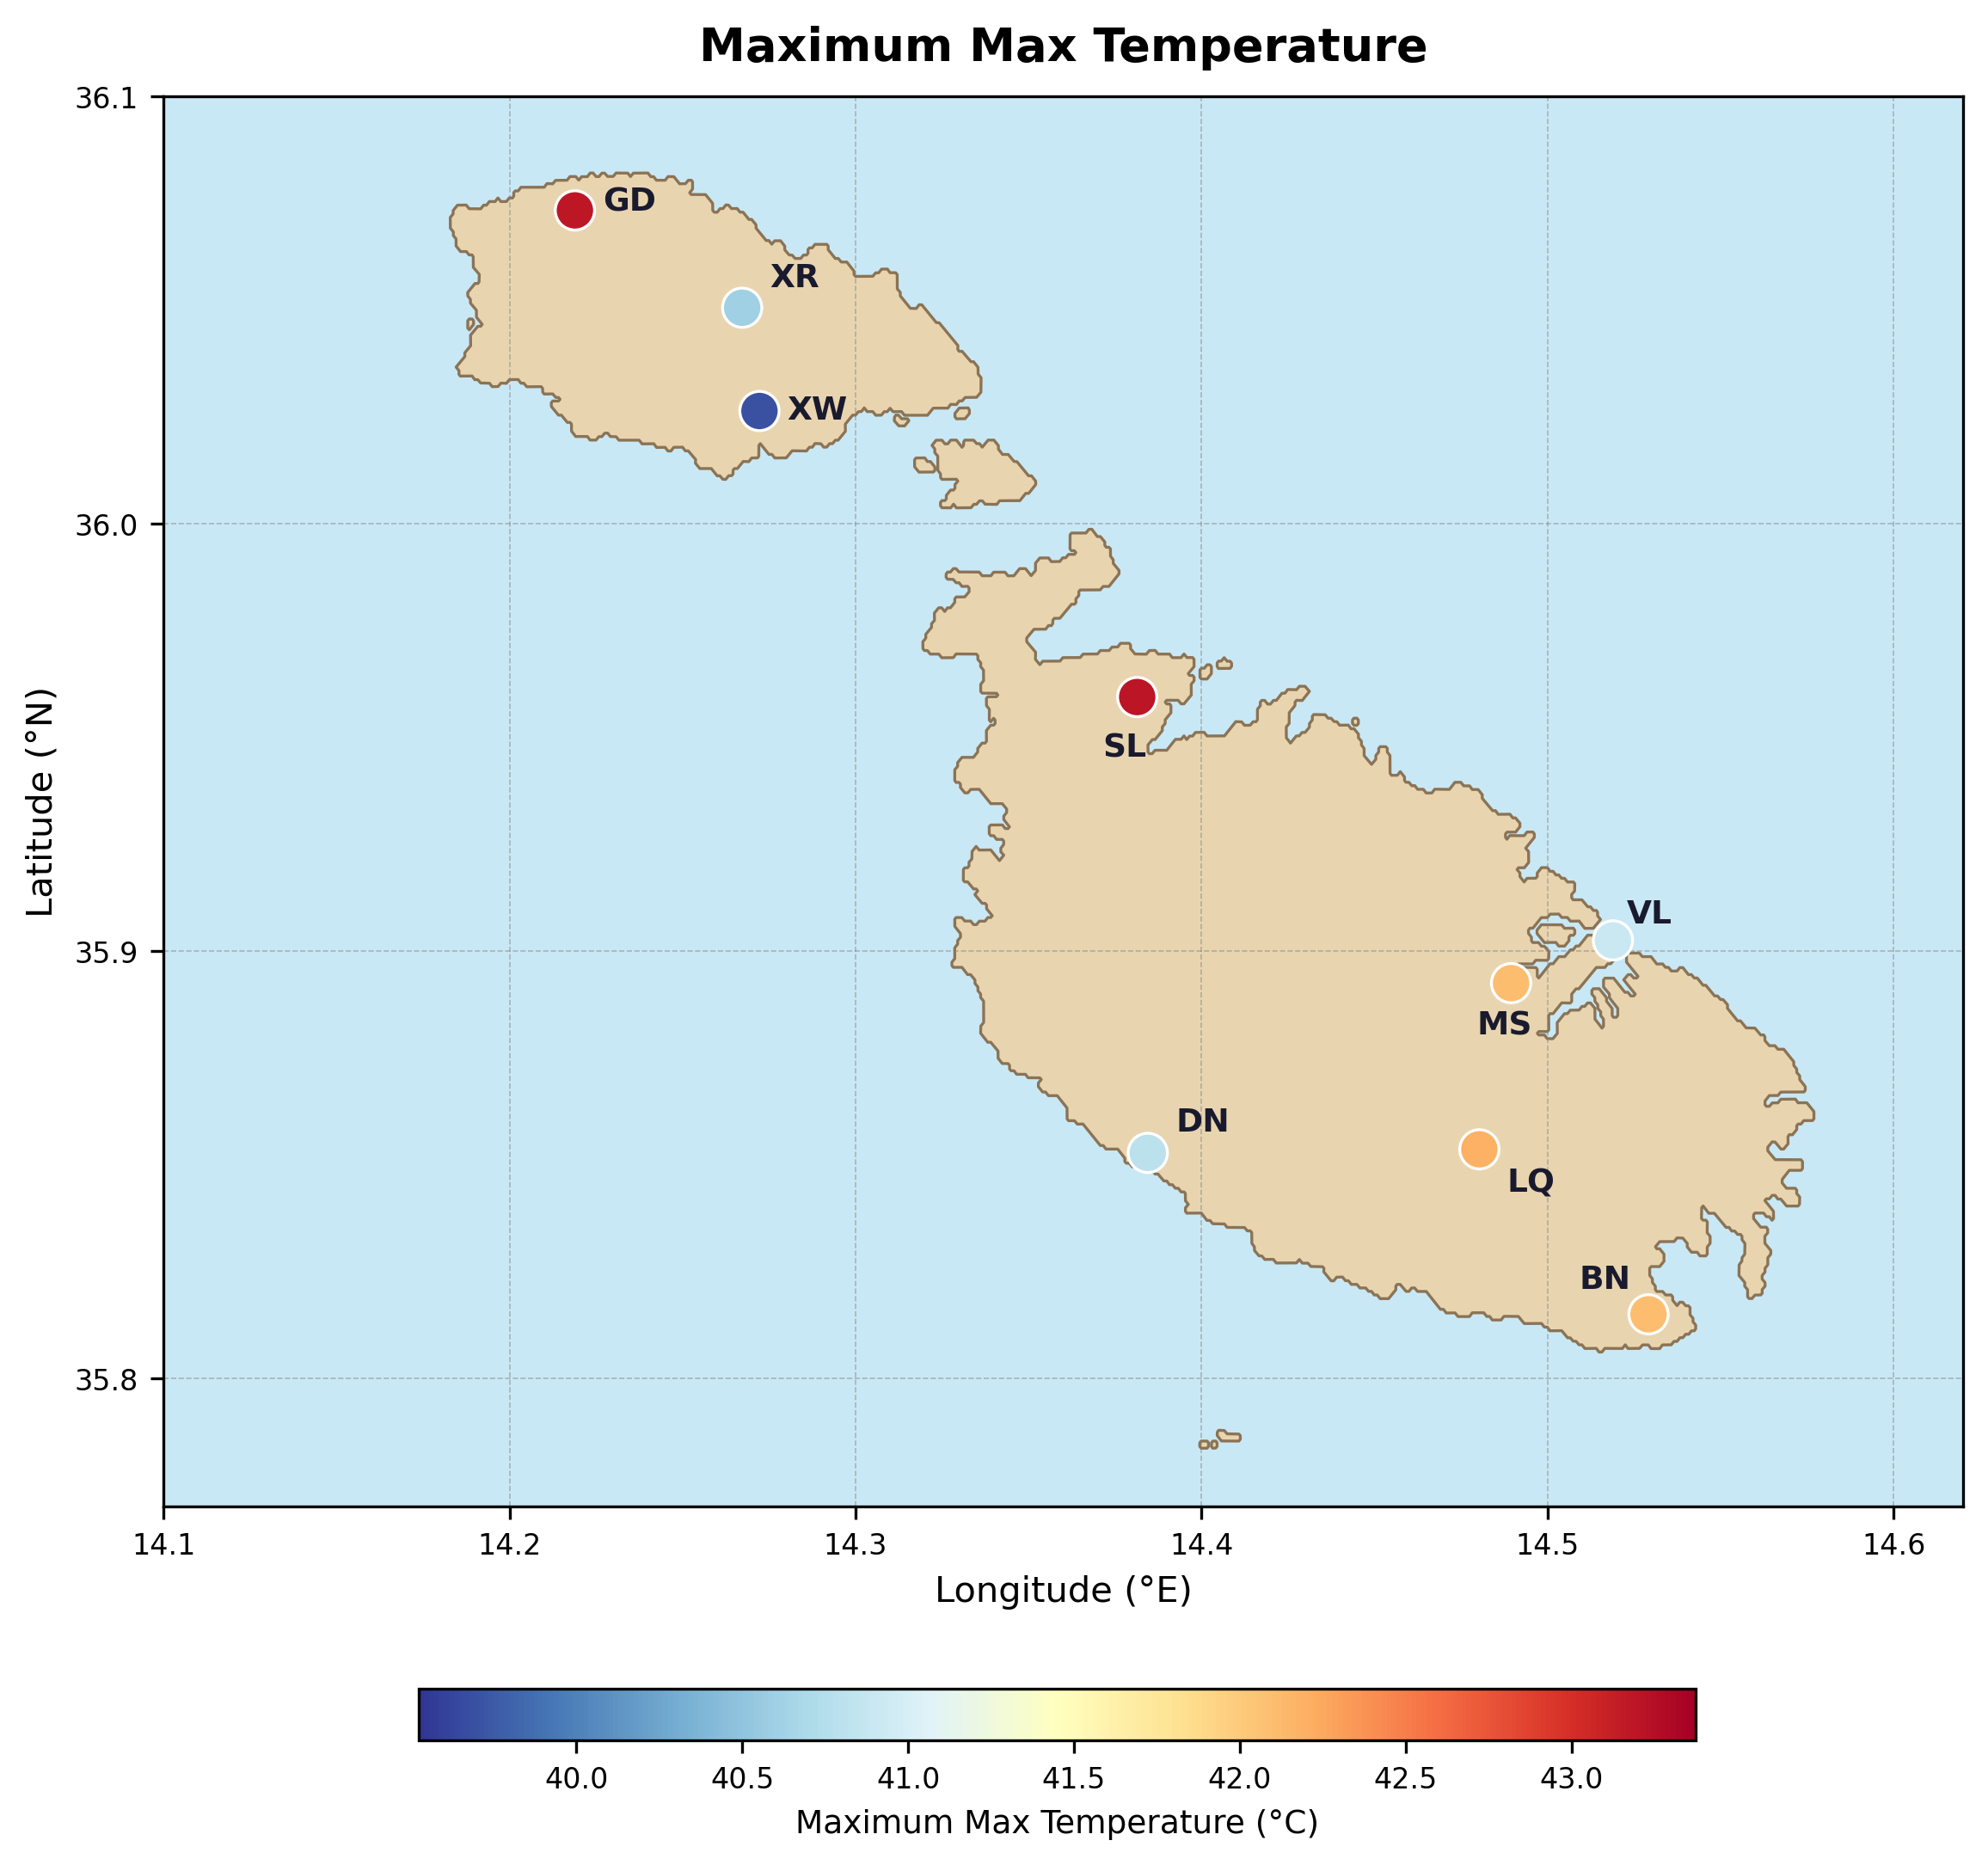 Maximum Max Temperature
36.1
GD
XR
XW
36.0
Latitude (°N)
SL
VL
35.9
MS
DN
LQ
BN
35.8
14.1 14.2 14.3 14.4 14.5 14.6
Longitude (°E)
40.0 40.5 41.0 41.5 42.0 42.5 43.0
Maximum Max Temperature (°C)